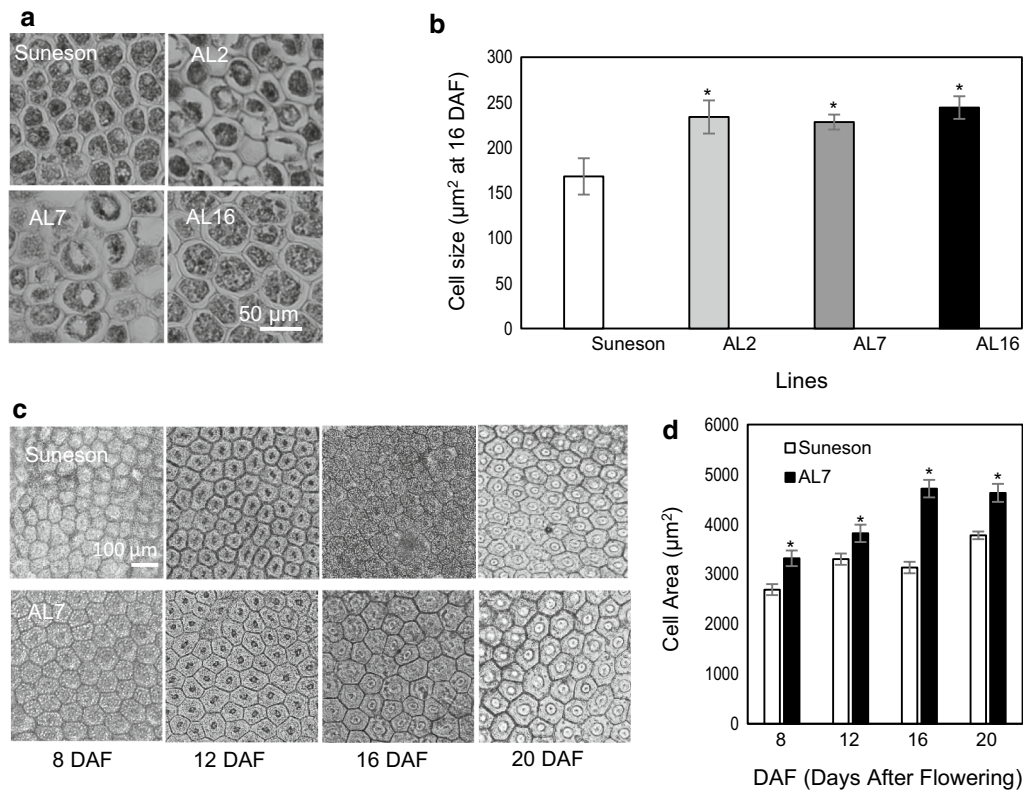 a
Suneson
AL2
AL7
AL16
50 µm
b
Cell size (µm² at 16 DAF)
300
250
200
150
100
50
0
*
*
*
Suneson AL2 AL7 AL16
Lines
c
Suneson
100 µm
AL7
8 DAF 12 DAF 16 DAF 20 DAF
d
Cell Area (µm²)
6000
5000
4000
3000
2000
1000
0
Suneson
AL7
*
*
*
*
8 12 16 20
DAF (Days After Flowering)